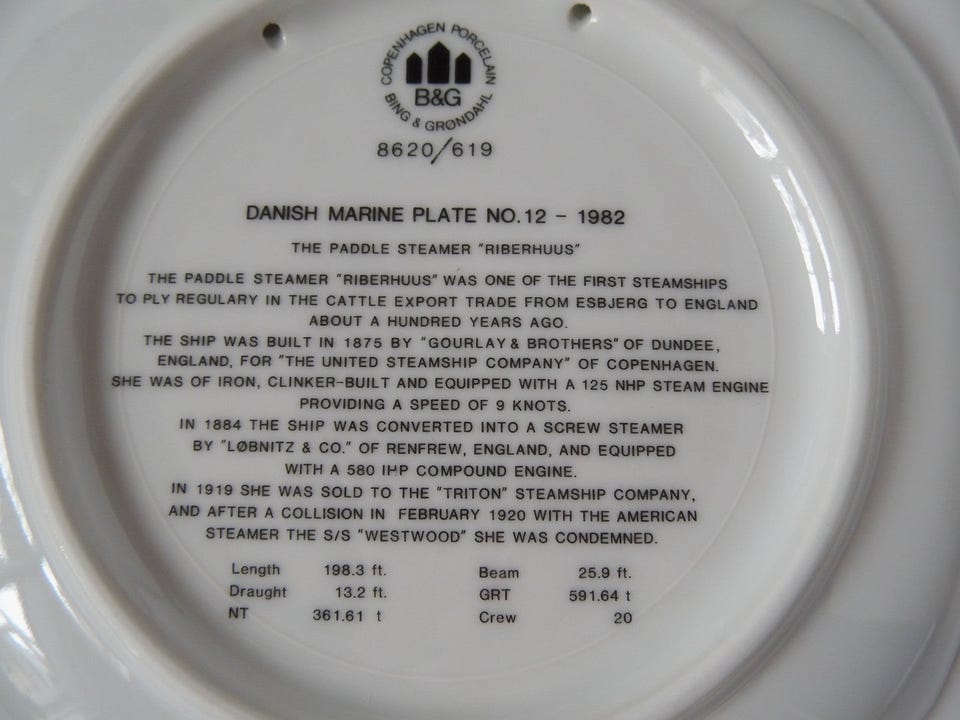 COPENHAGEN PORCELAIN
B&G
BING & GRØNDAHL
8620/619
DANISH MARINE PLATE NO.12 - 1982
THE PADDLE STEAMER "RIBERHUUS"
THE PADDLE STEAMER "RIBERHUUS" WAS ONE OF THE FIRST STEAMSHIPS
TO PLY REGULARY IN THE CATTLE EXPORT TRADE FROM ESBJERG TO ENGLAND
ABOUT A HUNDRED YEARS AGO.
THE SHIP WAS BUILT IN 1875 BY "GOURLAY & BROTHERS" OF DUNDEE,
ENGLAND, FOR "THE UNITED STEAMSHIP COMPANY" OF COPENHAGEN.
SHE WAS OF IRON, CLINKER-BUILT AND EQUIPPED WITH A 125 NHP STEAM ENGINE
PROVIDING A SPEED OF 9 KNOTS.
IN 1884 THE SHIP WAS CONVERTED INTO A SCREW STEAMER
BY "LØBNITZ & CO." OF RENFREW, ENGLAND, AND EQUIPPED
WITH A 580 IHP COMPOUND ENGINE.
IN 1919 SHE WAS SOLD TO THE "TRITON" STEAMSHIP COMPANY,
AND AFTER A COLLISION IN FEBRUARY 1920 WITH THE AMERICAN
STEAMER THE S/S "WESTWOOD" SHE WAS CONDEMNED.
Length 198.3 ft. Beam 25.9 ft.
Draught 13.2 ft. GRT 591.64 t
NT 361.61 t Crew 20